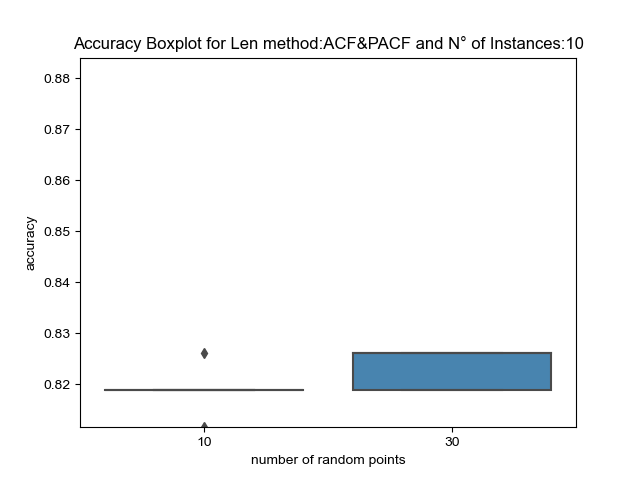 Accuracy Boxplot for Len method:ACF&PACF and N° of Instances:10
0.88
0.87
0.86
0.85
0.84
0.83
0.82
accuracy
10 30
number of random points